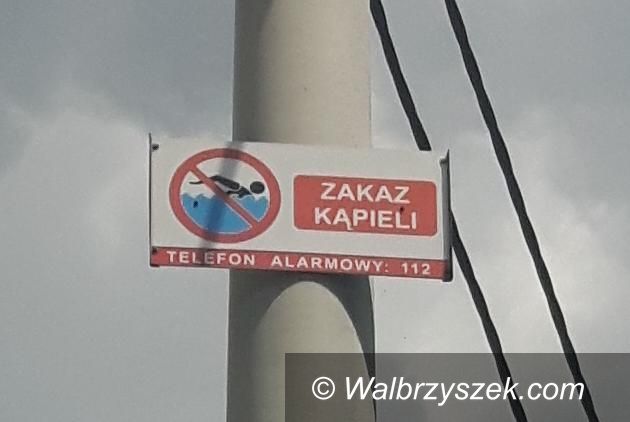 ZAKAZ
KĄPIELI
TELEFON ALARMOWY: 112
© Walbrzyszek.com